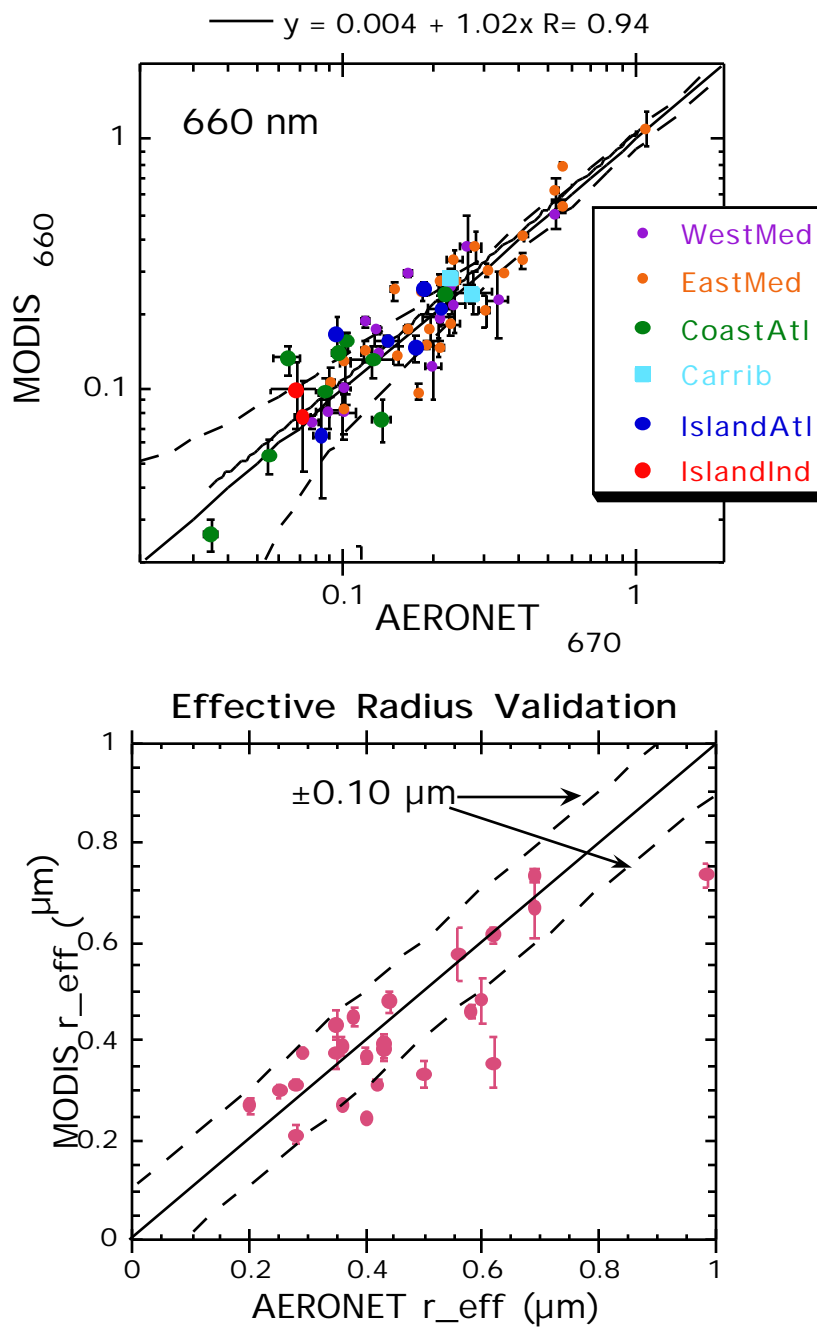 y = 0.004 + 1.02x R= 0.94
660 nm
1
0.1
MODIS 660
0.1
1
AERONET 670
WestMed
EastMed
CoastAtl
Carrib
IslandAtl
IslandInd
Effective Radius Validation
±0.10 µm
1
0.8
0.6
0.4
0.2
0
MODIS r_eff (µm)
0
0.2
0.4
0.6
0.8
1
AERONET r_eff (µm)